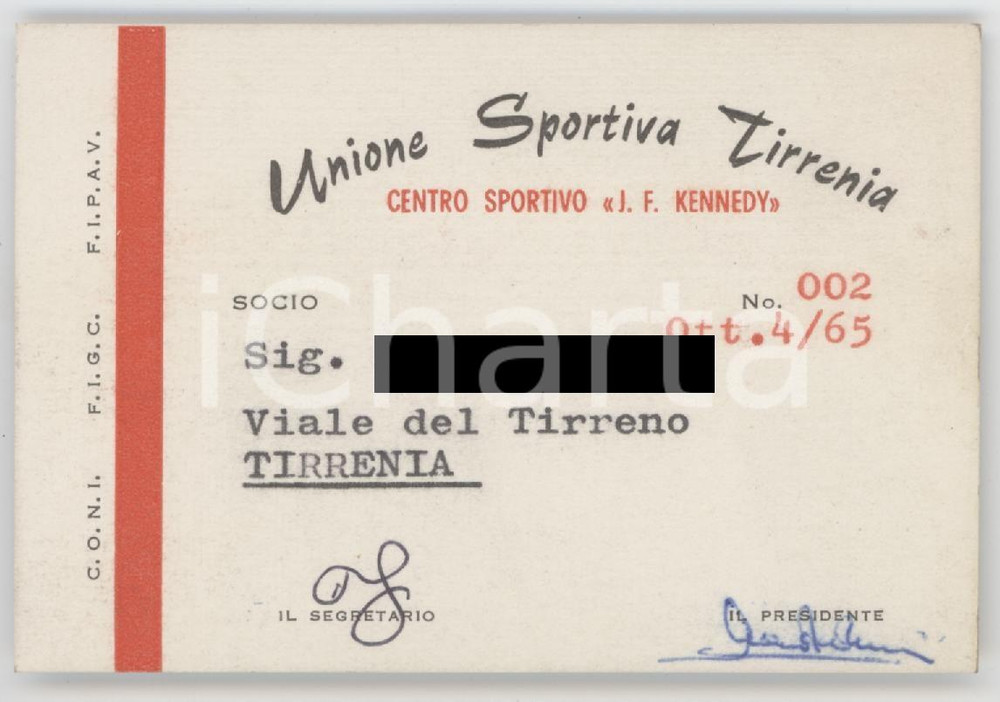 Unione Sportiva Tirrenia
CENTRO SPORTIVO «J. F. KENNEDY»
SOCIO
No. 002
Ott.4/65
Sig.
Viale del Tirreno
TIRRENIA
IL SEGRETARIO
IL PRESIDENTE
C.O.N.I. F.I.G.C. F.I.P.A.V.
iCharta